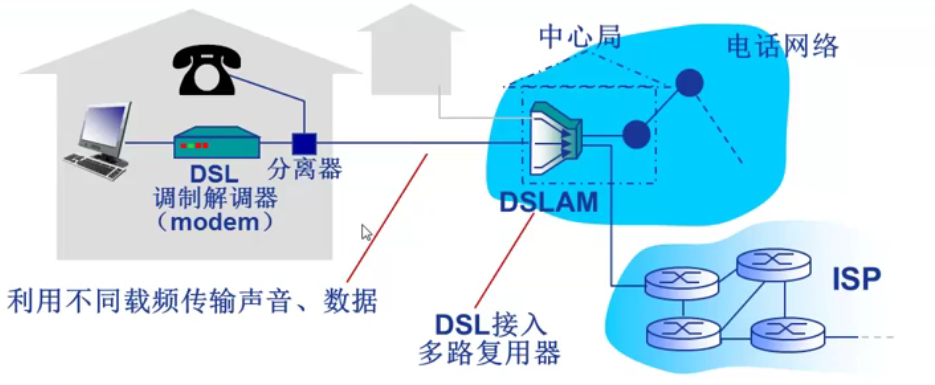 中心局
电话网络
DSL
调制解调器
（modem）
分离器
DSLAM
利用不同载频传输声音、数据
DSL接入
多路复用器
ISP